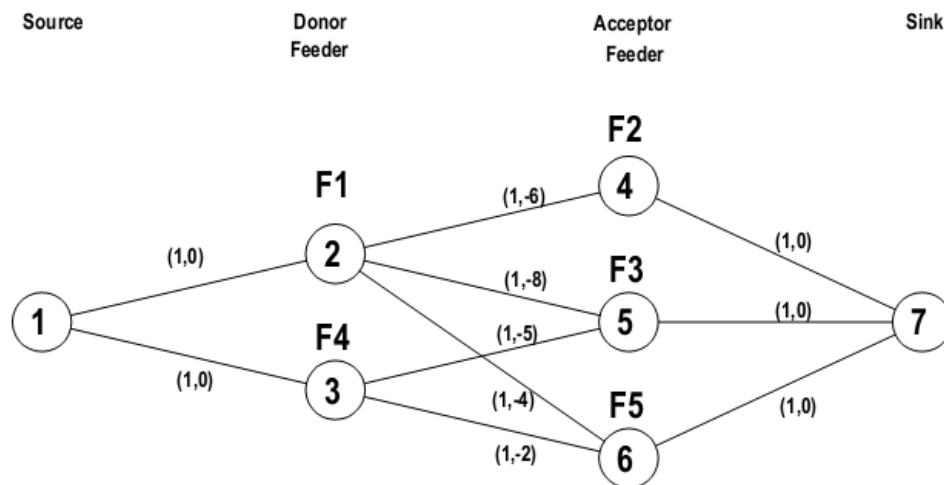 Source
Donor
Feeder
Acceptor
Feeder
Sink
F2
4
F1
(1,-6)
2
(1,0)
(1,0)
F3
(1,-8)
1
5
(1,0)
7
F4
(1,-5)
(1,0)
3
(1,-4)
F5
(1,0)
(1,-2)
6